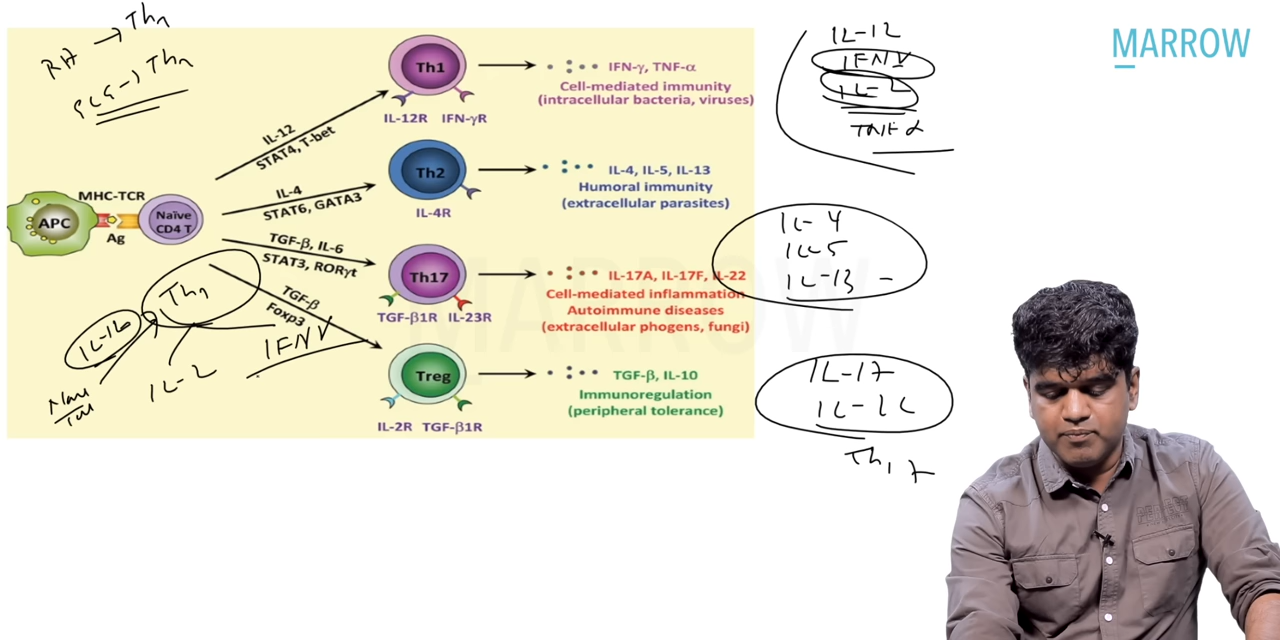 RA → Th1
Th1
MARROW
Th1
IFN-γ, TNF-α
Cell-mediated immunity
(intracellular bacteria, viruses)
IL-12
STAT4, T-bet
IL-12R IFN-γR
IL-12
IFNγ
IL-2
TNFα
APC
MHC-TCR
Ag
Naïve
CD4 T
IL-4
STAT6, GATA3
Th2
IL-4R
IL-4, IL-5, IL-13
Humoral immunity
(extracellular parasites)
IL-4
IL-5
IL-13
TGF-β, IL-6
STAT3, RORγt
Th17
TGF-β1R IL-23R
IL-17A, IL-17F, IL-22
Cell-mediated inflammation
Autoimmune diseases
(extracellular phogens, fungi)
TGF-β
Foxp3
Treg
IL-2R TGF-β1R
TGF-β, IL-10
Immunoregulation
(peripheral tolerance)
Th1
IL-16
IL-2
IFNγ
IL-17
Th17
MARROW